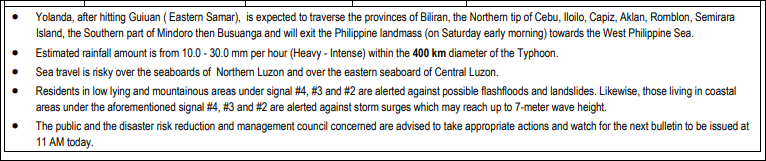 ● Yolanda, after hitting Guiuan ( Eastern Samar), is expected to traverse the provinces of Biliran, the Northern tip of Cebu, Iloilo, Capiz, Aklan, Romblon, Semirara
Island, the Southern part of Mindoro then Busuanga and will exit the Philippine landmass (on Saturday early morning) towards the West Philippine Sea.
● Estimated rainfall amount is from 10.0 - 30.0 mm per hour (Heavy - Intense) within the 400 km diameter of the Typhoon.
● Sea travel is risky over the seaboards of Northern Luzon and over the eastern seaboard of Central Luzon.
● Residents in low lying and mountainous areas under signal #4, #3 and #2 are alerted against possible flashfloods and landslides. Likewise, those living in coastal
areas under the aforementioned signal #4, #3 and #2 are alerted against storm surges which may reach up to 7-meter wave height.
● The public and the disaster risk reduction and management council concerned are advised to take appropriate actions and watch for the next bulletin to be issued at
11 AM today.